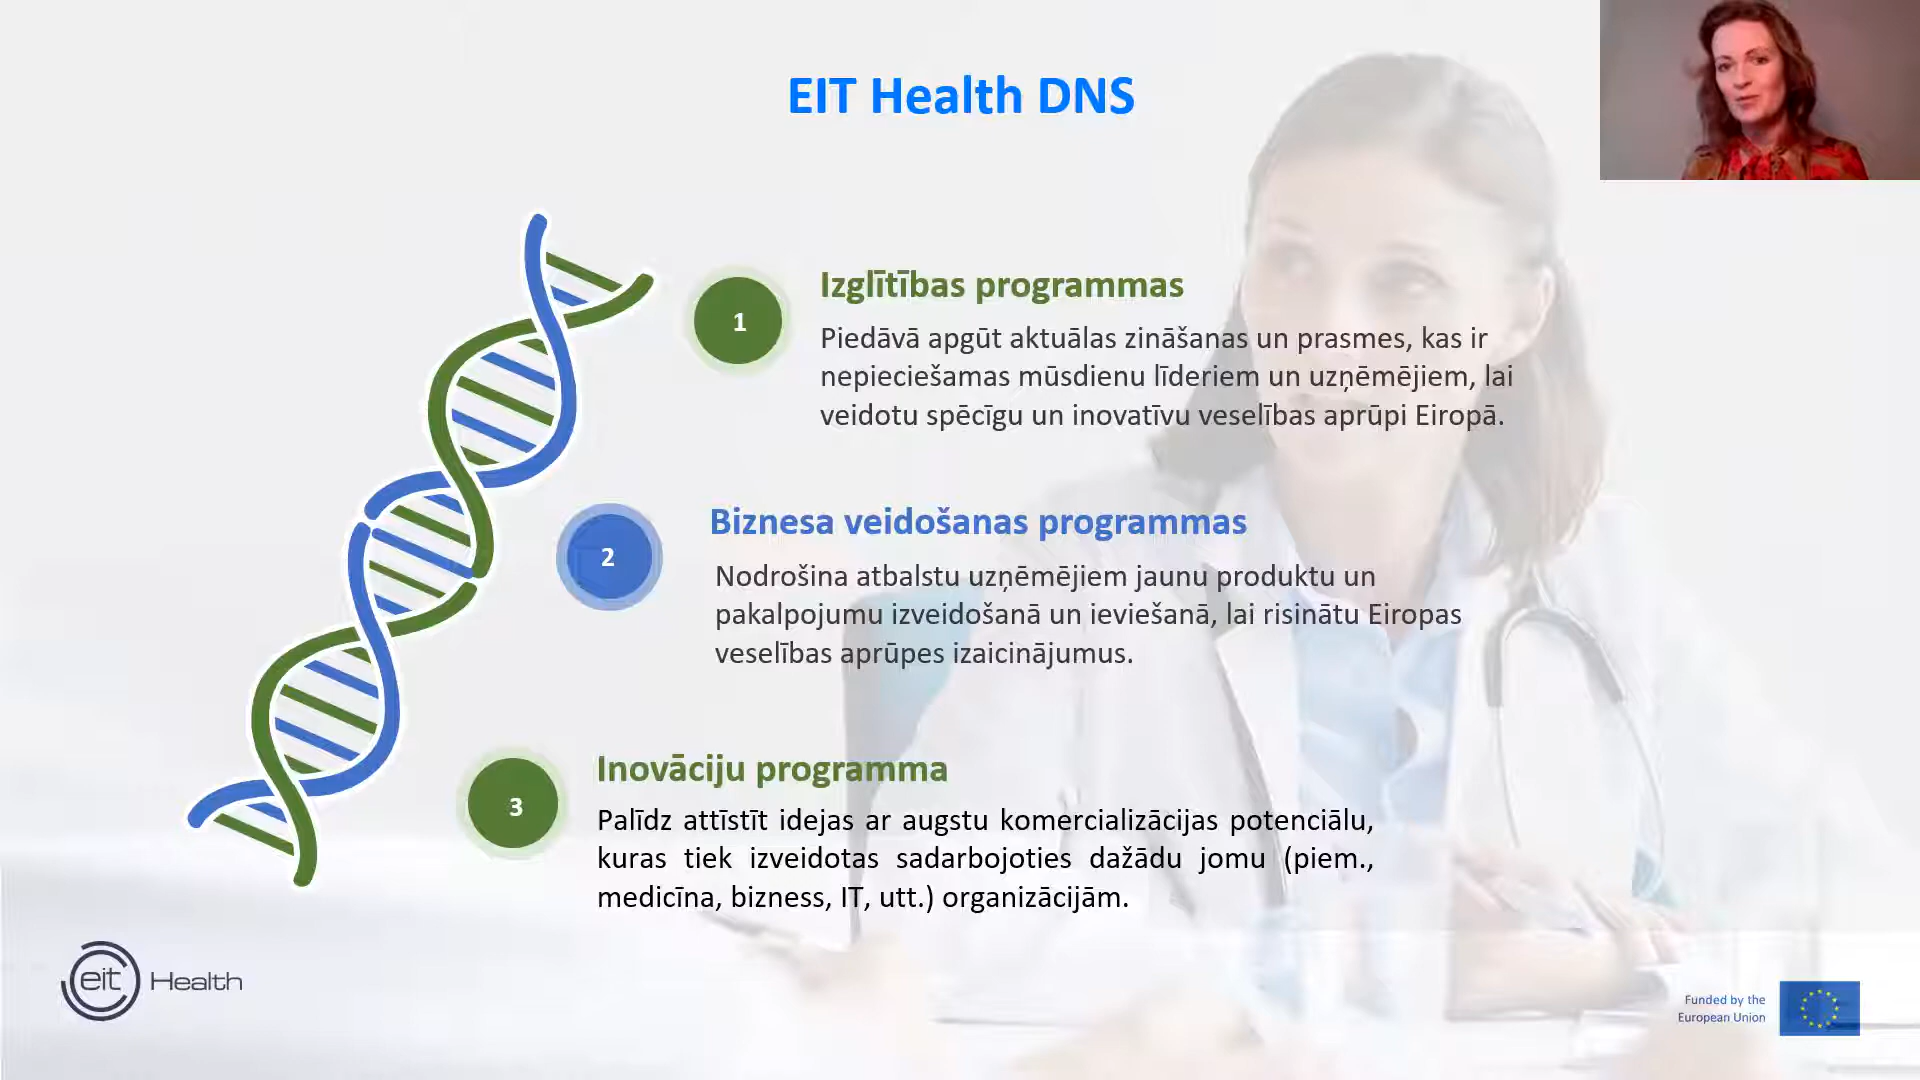 EIT Health DNS
1
Izglītības programmas
Piedāvā apgūt aktuālas zināšanas un prasmes, kas ir
nepieciešamas mūsdienu līderiem un uzņēmējiem, lai
veidotu spēcīgu un inovatīvu veselības aprūpi Eiropā.
2
Biznesa veidošanas programmas
Nodrošina atbalstu uzņēmējiem jaunu produktu un
pakalpojumu izveidošanā un ieviešanā, lai risinātu Eiropas
veselības aprūpes izaicinājumus.
3
Inovāciju programma
Palīdz attīstīt idejas ar augstu komercializācijas potenciālu,
kuras tiek izveidotas sadarbojoties dažādu jomu (piem.,
medicīna, bizness, IT, utt.) organizācijām.
eit Health
Funded by the
European Union